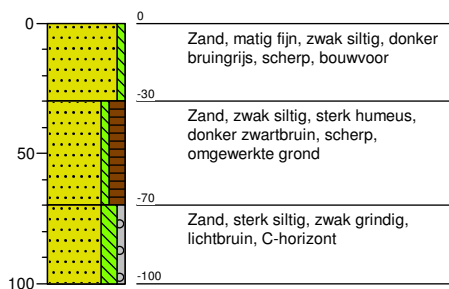 0
0
Zand, matig fijn, zwak siltig, donker
bruingrijs, scherp, bouwvoor
-30
Zand, zwak siltig, sterk humeus,
donker zwartbruin, scherp,
omgewerkte grond
50
-70
Zand, sterk siltig, zwak grindig,
lichtbruin, C-horizont
100
-100